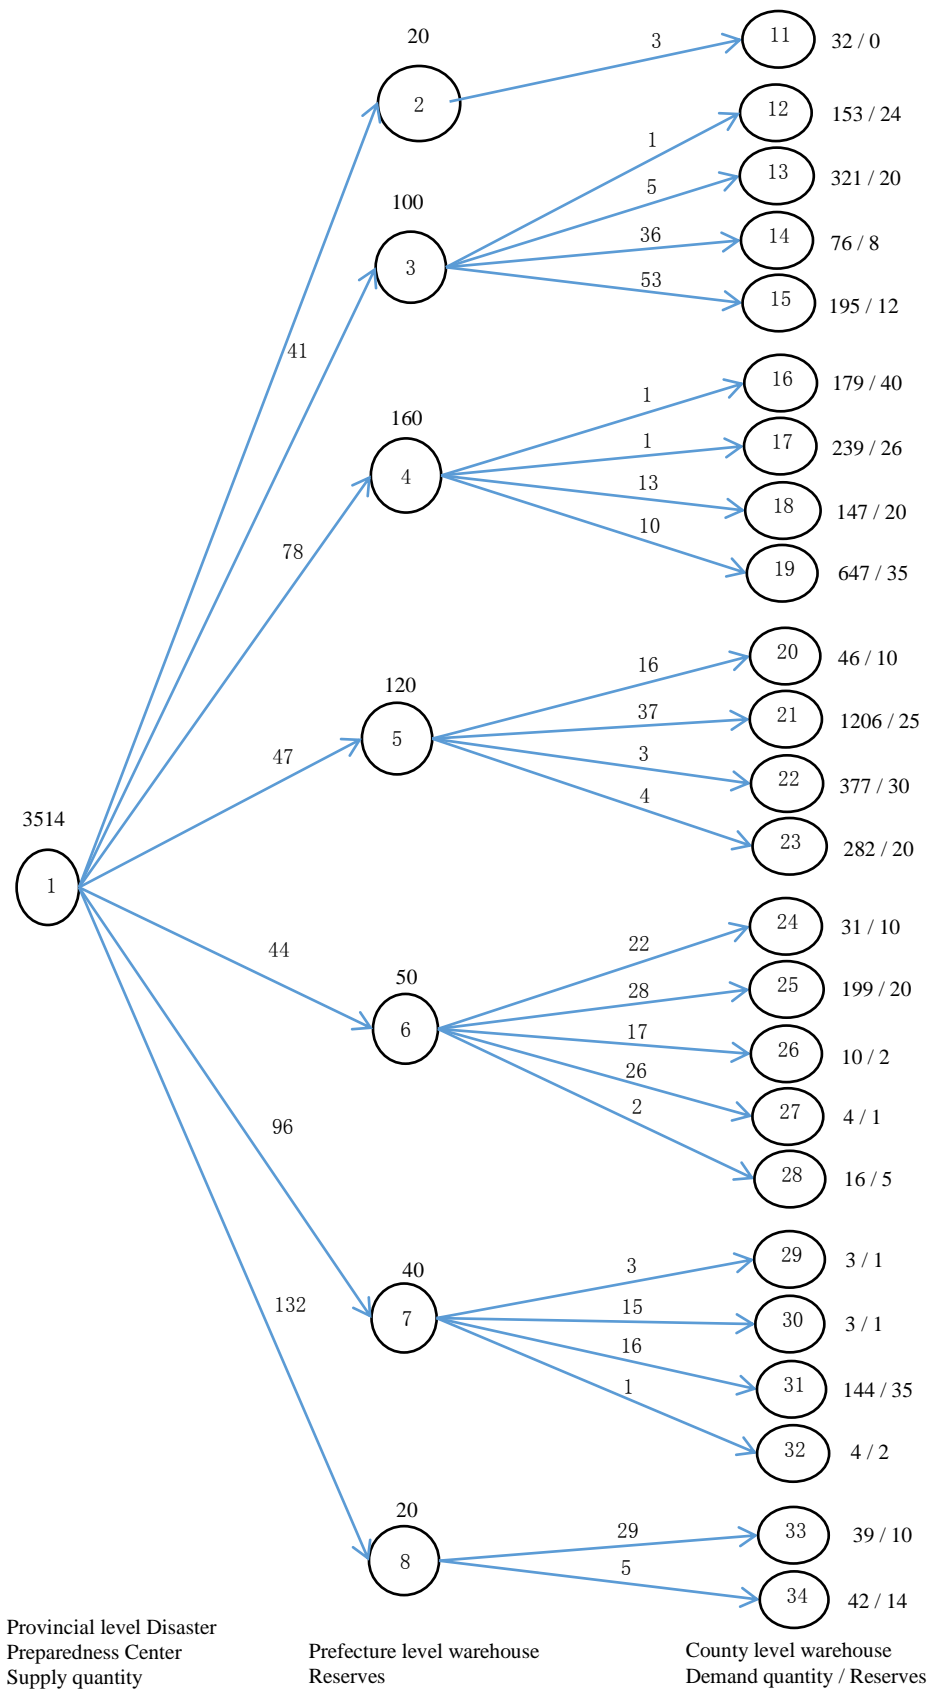 20
3
11
32 / 0
2
1
12
153 / 24
5
13
321 / 20
100
36
14
76 / 8
3
53
15
195 / 12
41
1
16
179 / 40
160
1
17
239 / 26
4
13
18
147 / 20
10
19
647 / 35
78
16
20
46 / 10
120
37
21
1206 / 25
5
3
22
377 / 30
47
4
23
282 / 20
3514
1
22
24
31 / 10
44
28
25
199 / 20
50
17
26
10 / 2
6
26
27
4 / 1
2
28
16 / 5
96
3
29
3 / 1
40
15
30
3 / 1
132
7
16
31
144 / 35
1
32
4 / 2
20
29
33
39 / 10
8
5
34
42 / 14
Provincial level Disaster
Preparedness Center
Supply quantity
Prefecture level warehouse
Reserves
County level warehouse
Demand quantity / Reserves